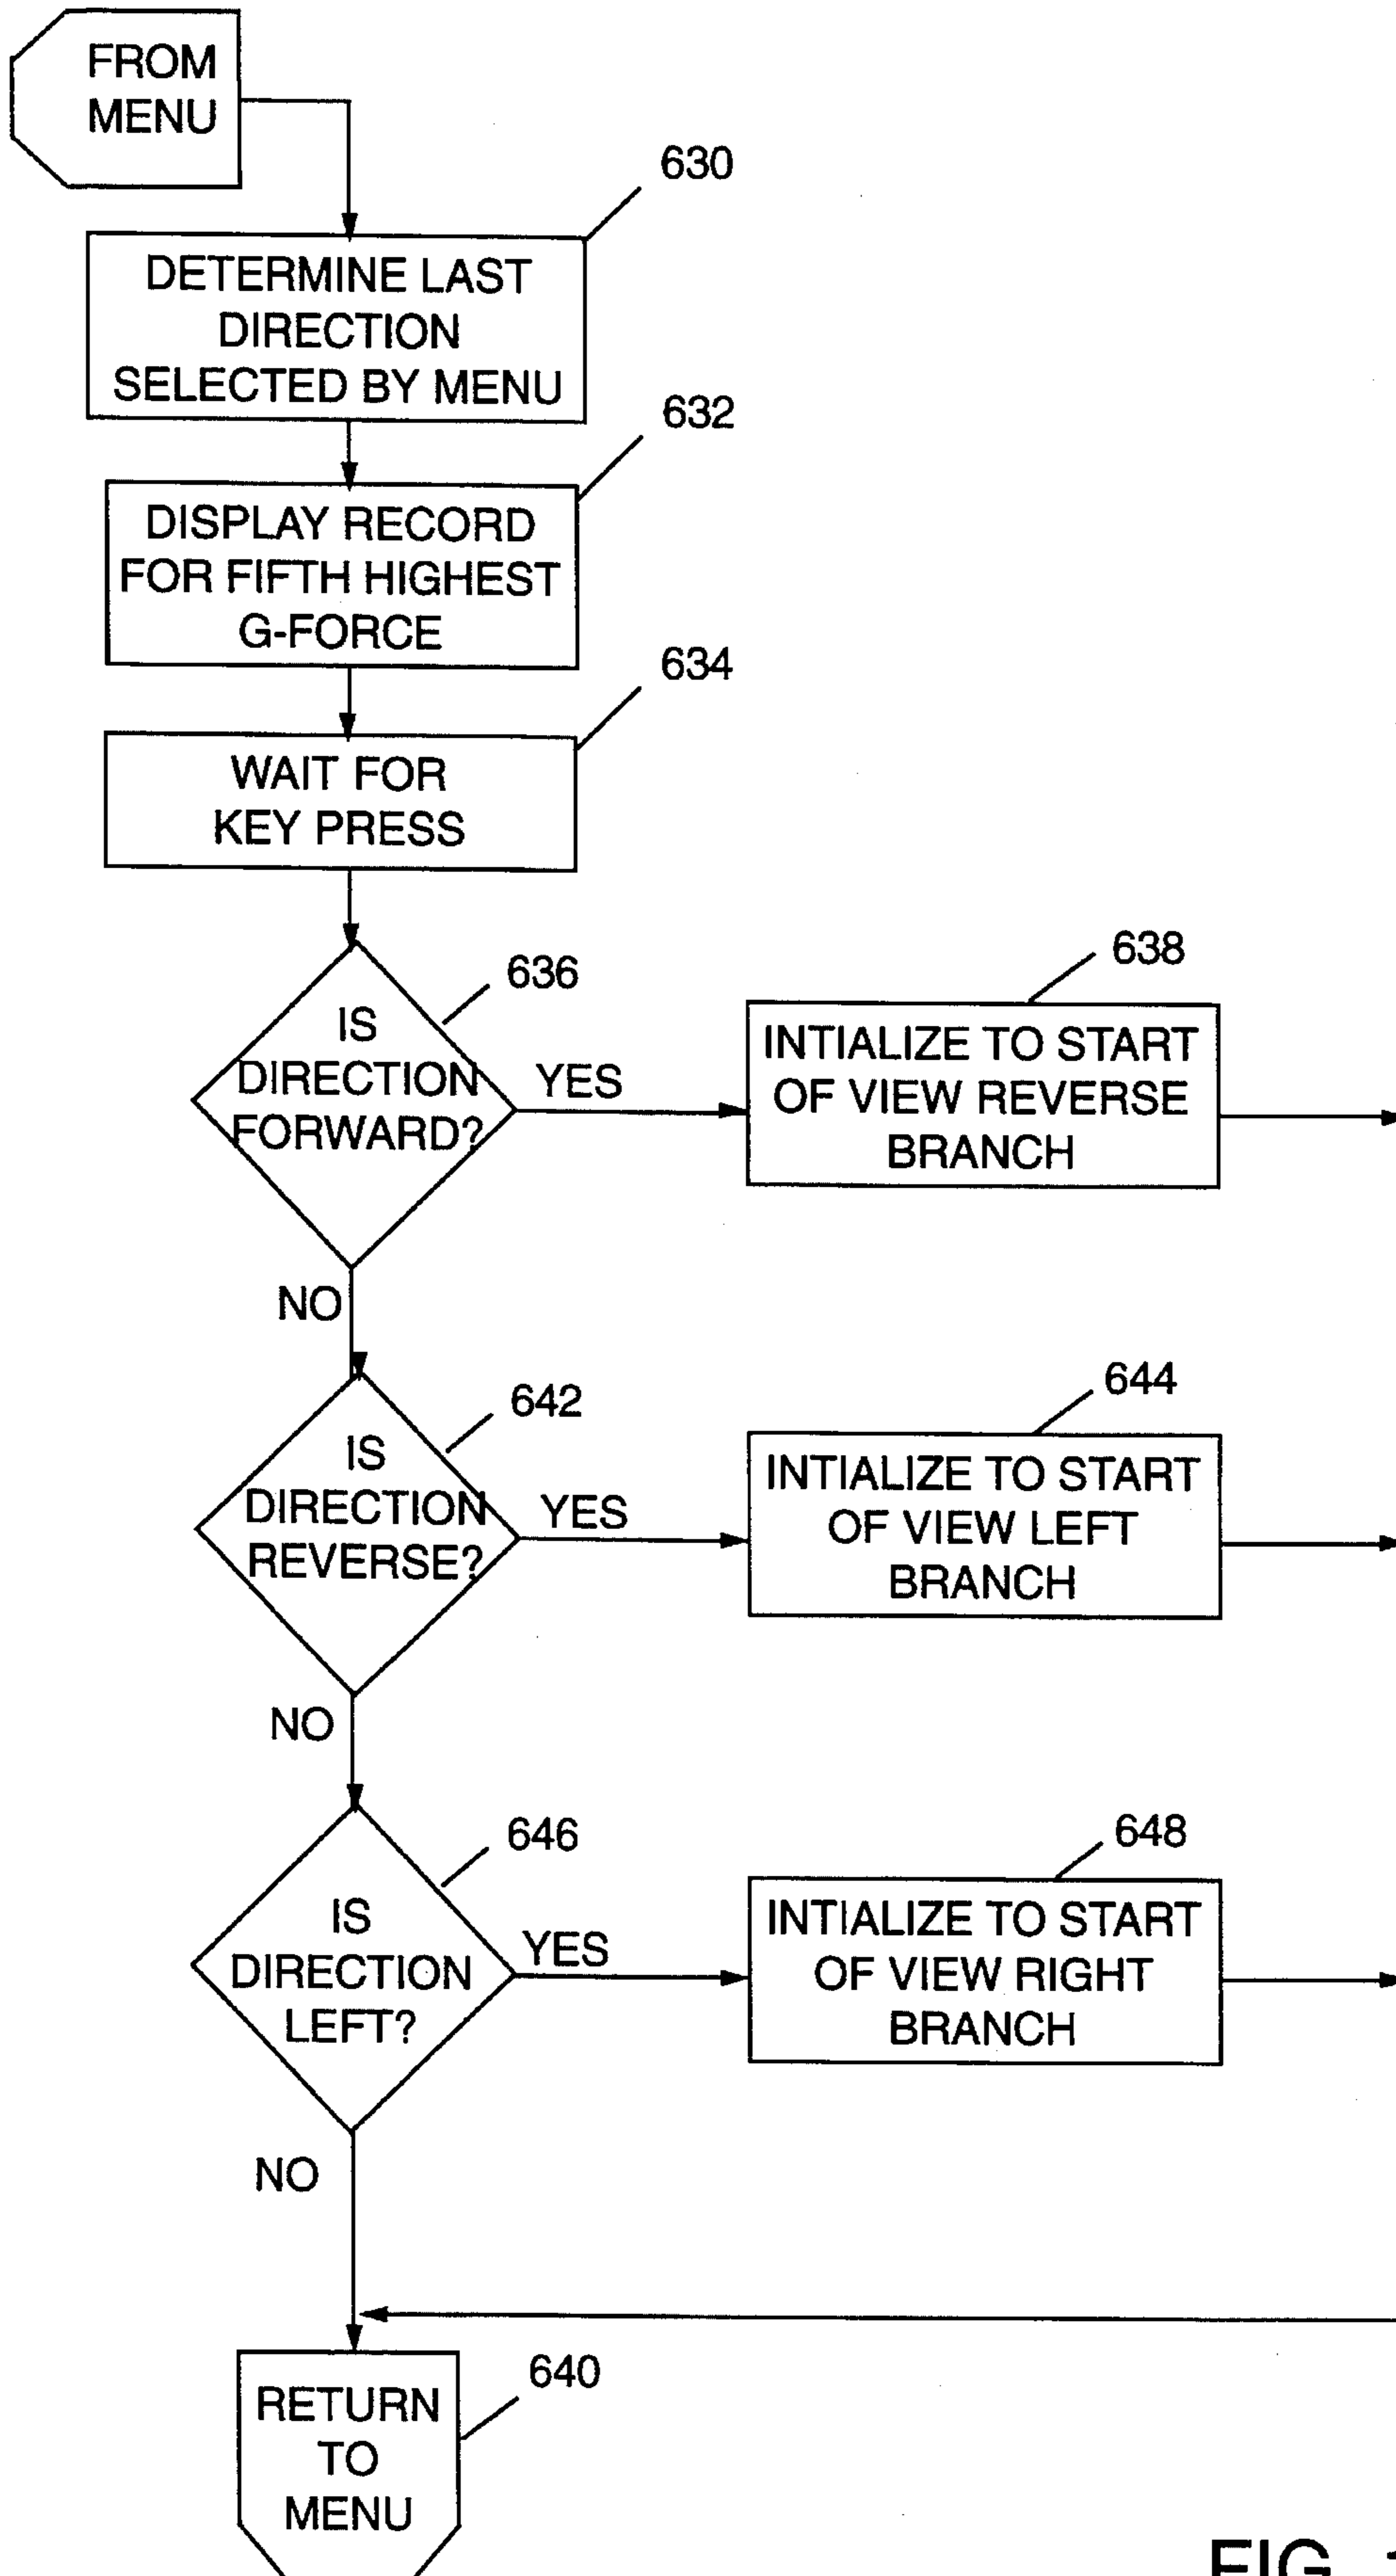 FROM
MENU
630
DETERMINE LAST
DIRECTION
SELECTED BY MENU
632
DISPLAY RECORD
FOR FIFTH HIGHEST
G-FORCE
634
WAIT FOR
KEY PRESS
636
IS
DIRECTION
FORWARD?
YES
638
INTIALIZE TO START
OF VIEW REVERSE
BRANCH
NO
642
IS
DIRECTION
REVERSE?
YES
644
INTIALIZE TO START
OF VIEW LEFT
BRANCH
NO
646
IS
DIRECTION
LEFT?
YES
648
INTIALIZE TO START
OF VIEW RIGHT
BRANCH
NO
640
RETURN
TO
MENU
FIG.